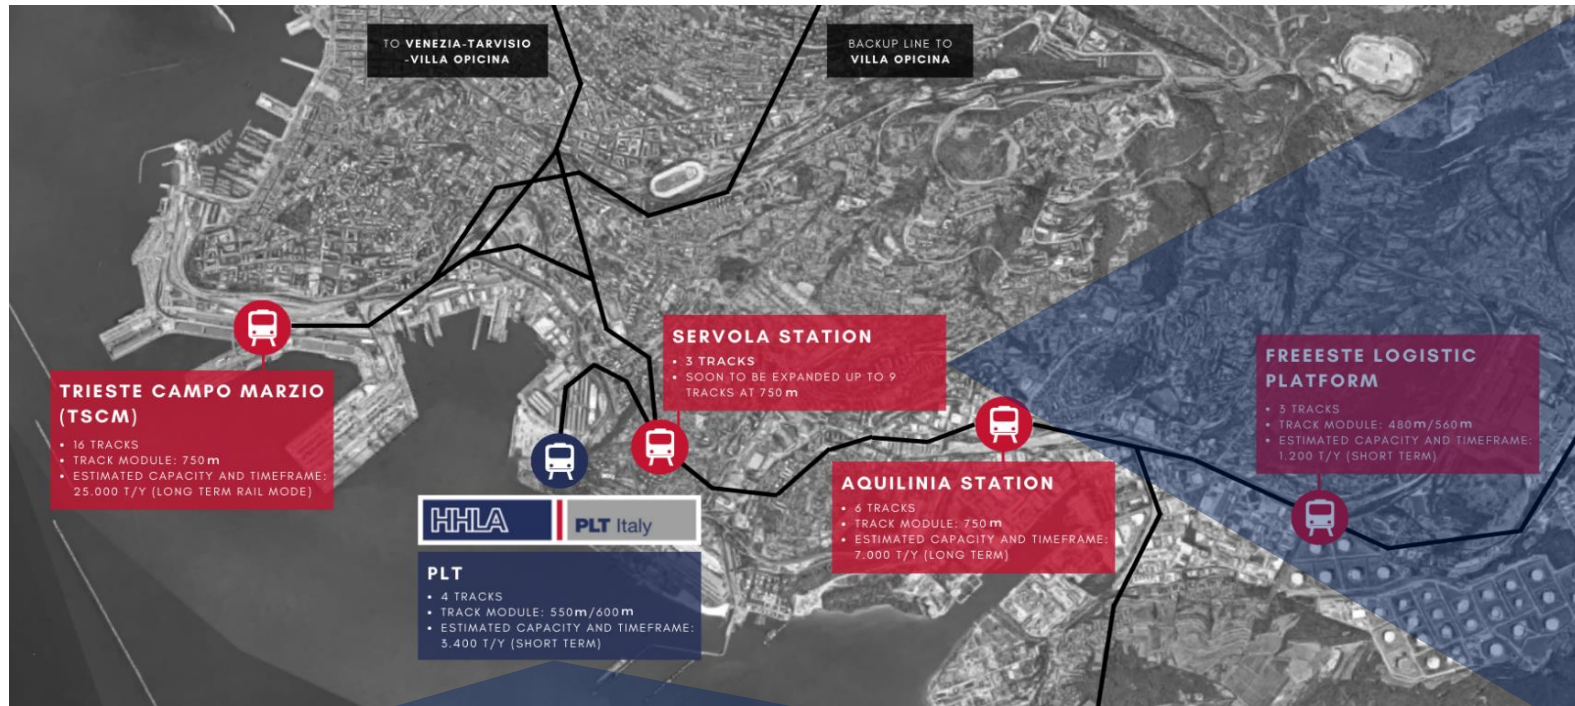 TO VENEZIA-TARVISIO
-VILLA OPICINA
BACKUP LINE TO
VILLA OPICINA
SERVOLA STATION
• 3 TRACKS
• SOON TO BE EXPANDED UP TO 9
TRACKS AT 750m
FREEESTE LOGISTIC
PLATFORM
• 3 TRACKS
• TRACK MODULE: 480m/560m
• ESTIMATED CAPACITY AND TIMEFRAME:
1.200 T/Y (SHORT TERM)
TRIESTE CAMPO MARZIO
(TSCM)
• 16 TRACKS
• TRACK MODULE: 750m
• ESTIMATED CAPACITY AND TIMEFRAME:
25.000 T/Y (LONG TERM RAIL MODE)
AQUILINIA STATION
• 6 TRACKS
• TRACK MODULE: 750m
• ESTIMATED CAPACITY AND TIMEFRAME:
7.000 T/Y (LONG TERM)
HHLA PLT Italy
PLT
• 4 TRACKS
• TRACK MODULE: 550m/600m
• ESTIMATED CAPACITY AND TIMEFRAME:
3.400 T/Y (SHORT TERM)